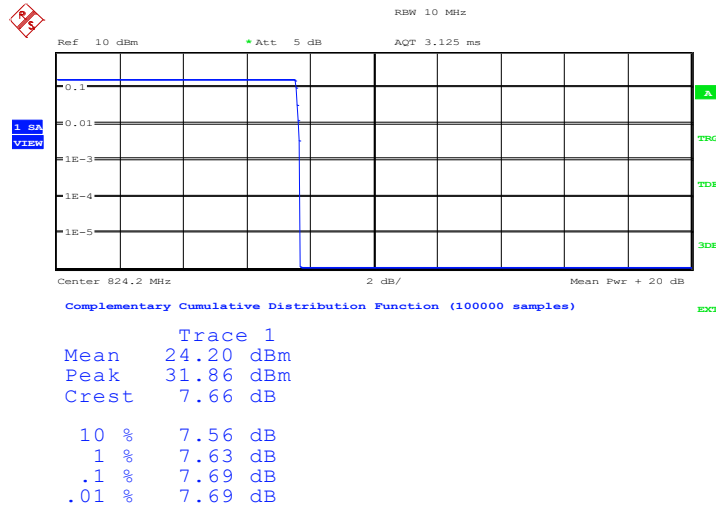 R S
RBW 10 MHz
Ref 10 dBm * Att 5 dB AQT 3.125 ms
0.1
A
0.01
1 SA
VIEW
TRG
1E-3
TDF
1E-4
1E-5
3DB
Center 824.2 MHz 2 dB/ Mean Pwr + 20 dB
Complementary Cumulative Distribution Function (100000 samples)
EXT
Trace 1
Mean 24.20 dBm
Peak 31.86 dBm
Crest 7.66 dB
10 % 7.56 dB
1 % 7.63 dB
.1 % 7.69 dB
.01 % 7.69 dB